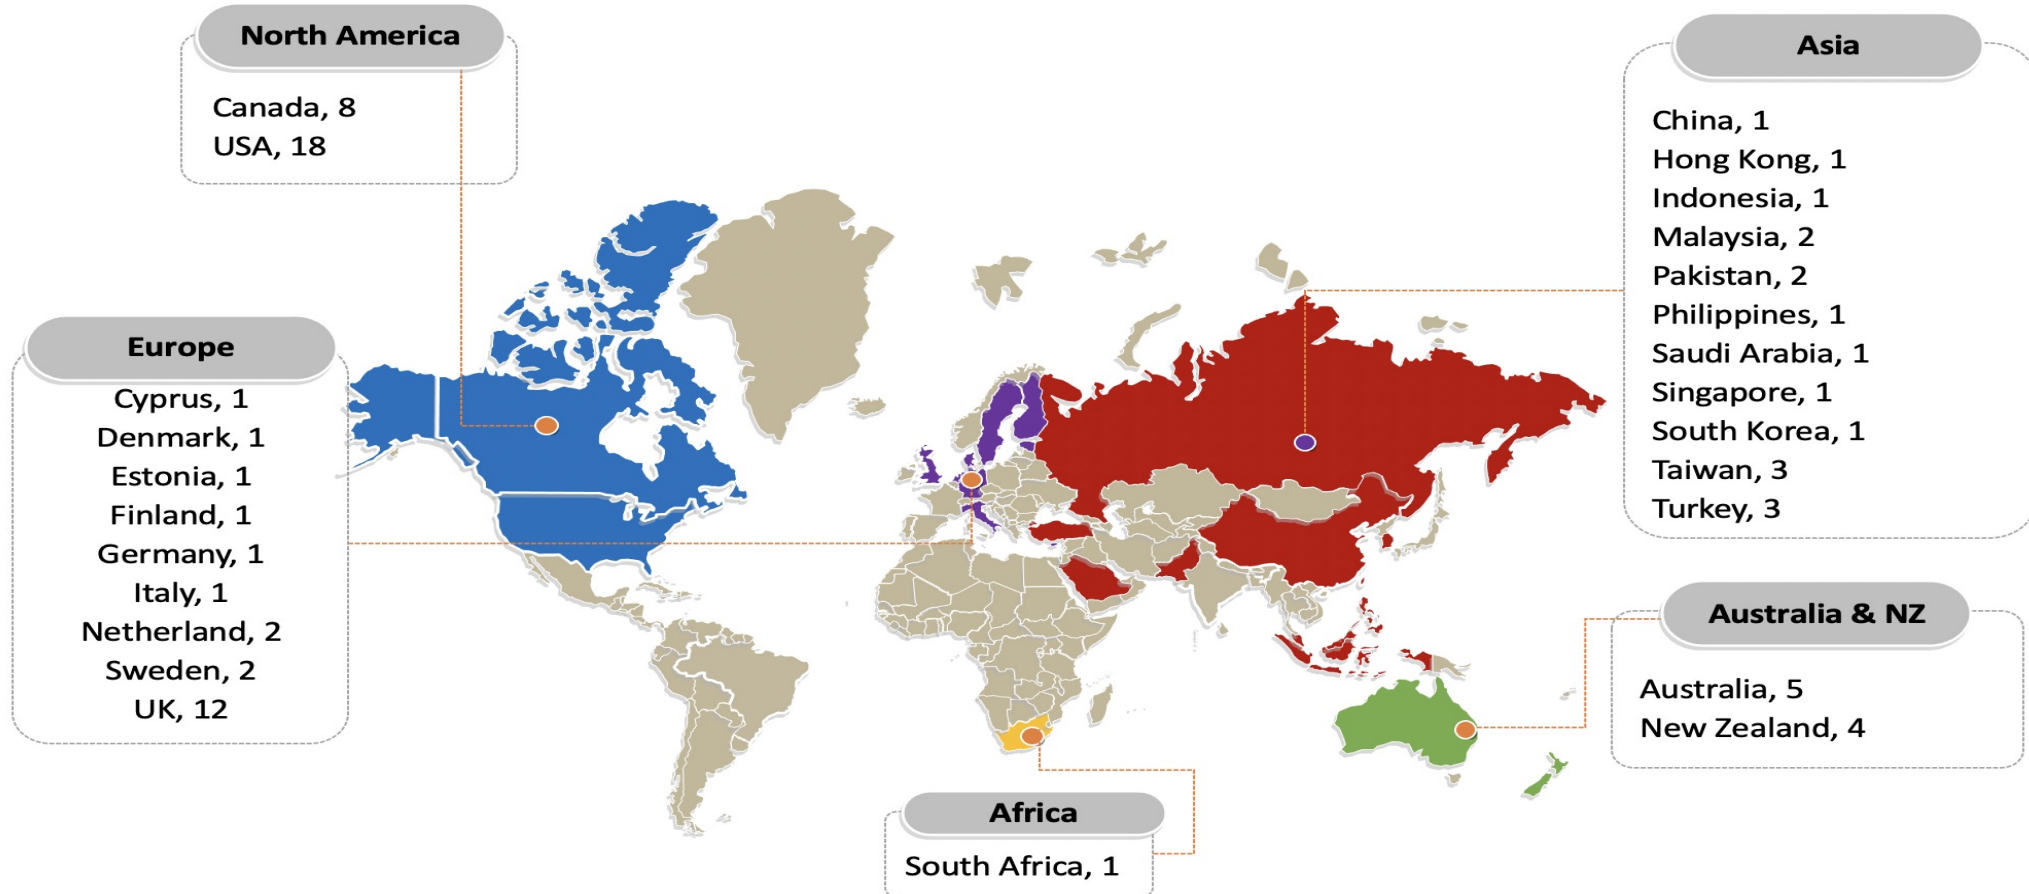 North America
Canada, 8
USA, 18
Asia
China, 1
Hong Kong, 1
Indonesia, 1
Malaysia, 2
Pakistan, 2
Philippines, 1
Saudi Arabia, 1
Singapore, 1
South Korea, 1
Taiwan, 3
Turkey, 3
Europe
Cyprus, 1
Denmark, 1
Estonia, 1
Finland, 1
Germany, 1
Italy, 1
Netherland, 2
Sweden, 2
UK, 12
Australia & NZ
Australia, 5
New Zealand, 4
Africa
South Africa, 1